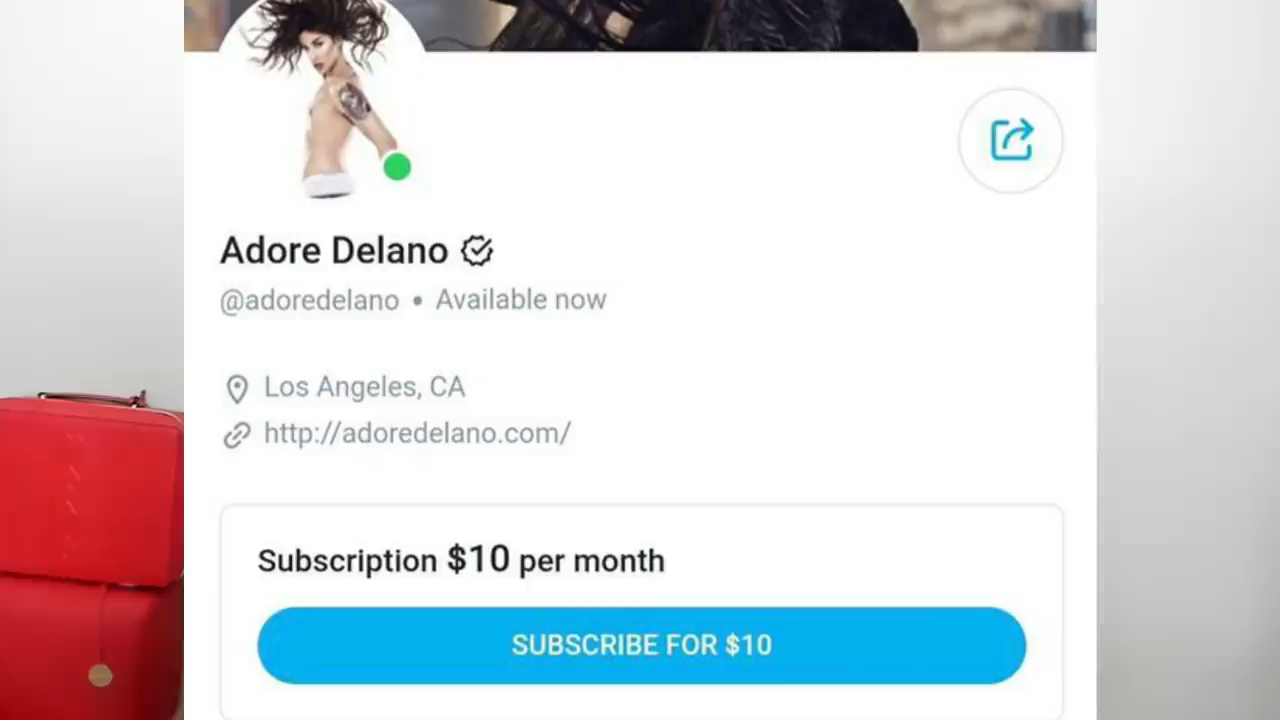 Adore Delano
@adoredelano • Available now
Los Angeles, CA
http://adoredelano.com/
Subscription $10 per month
SUBSCRIBE FOR $10